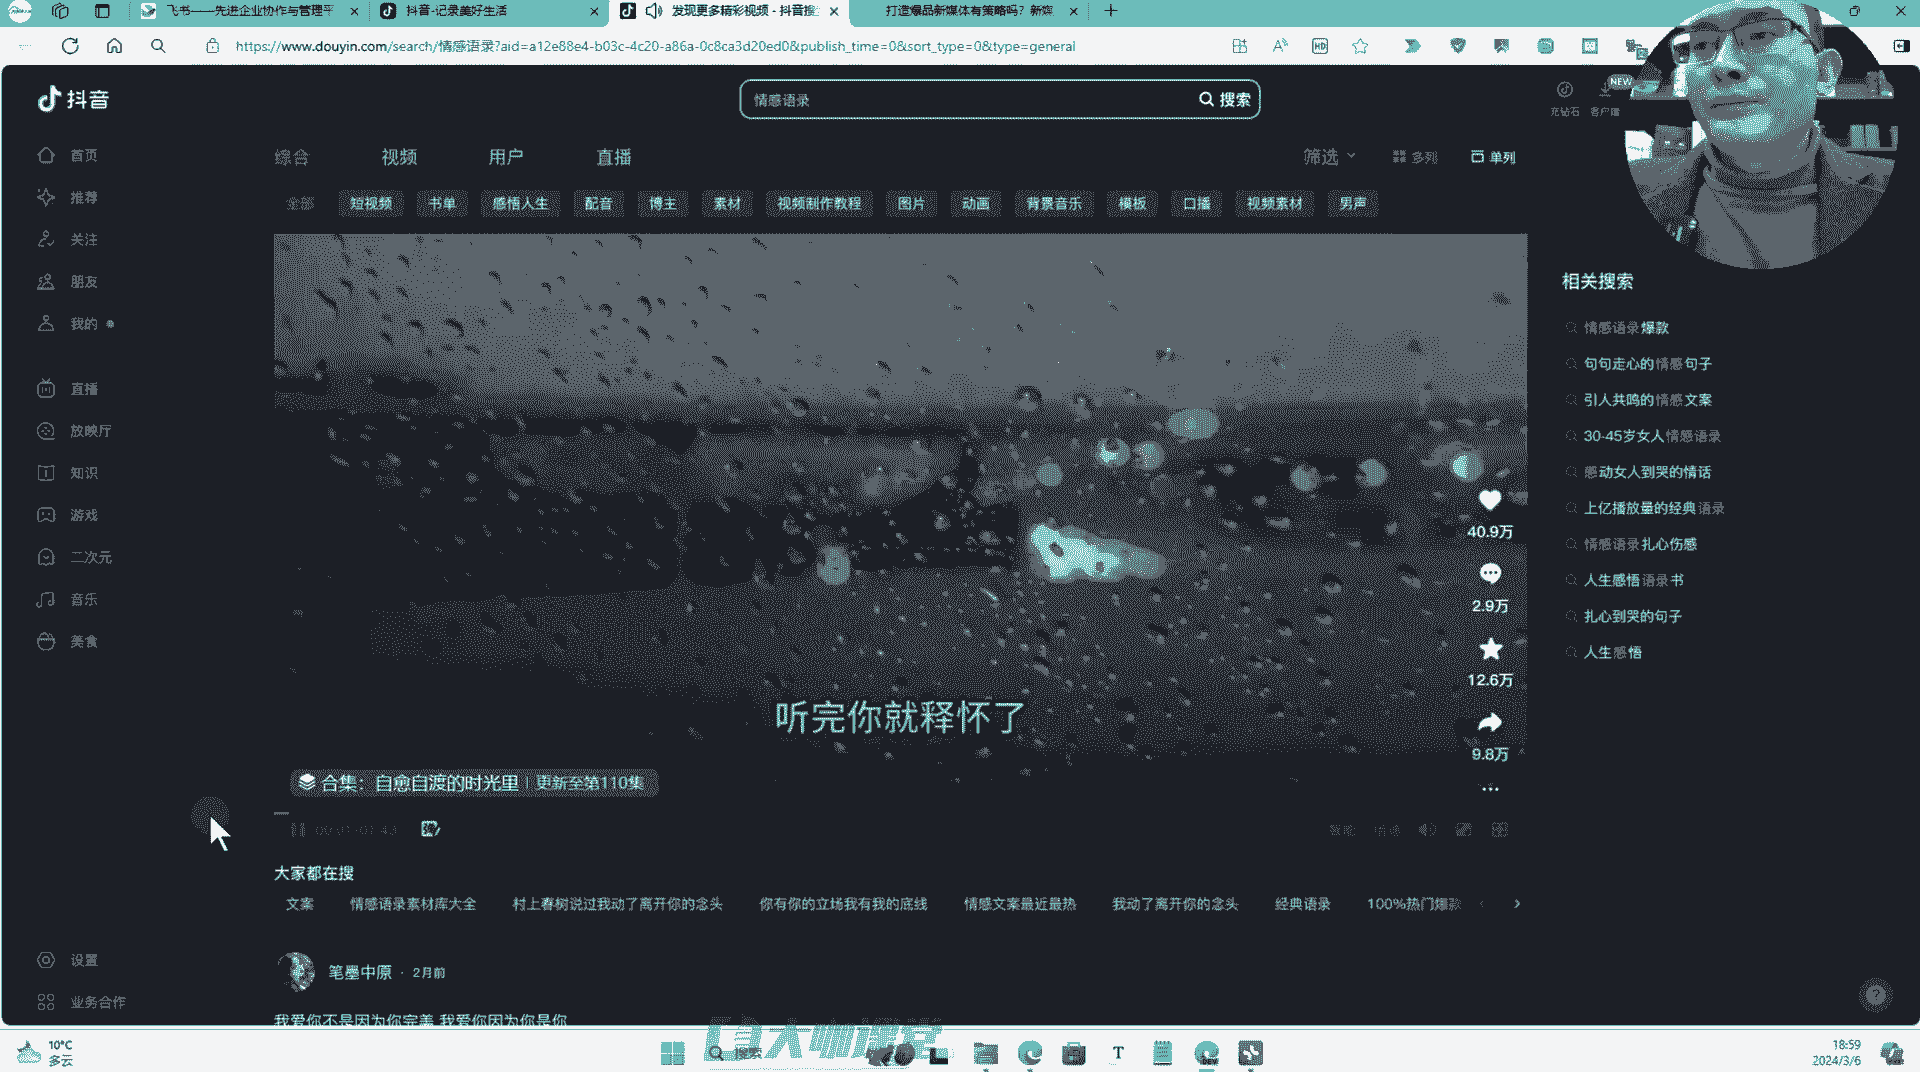 飞书——先进企业协作与管理平
抖音-记录美好生活
发现更多精彩视频 - 抖音搜
打造爆品新媒体有策略吗？新媒
https://www.douyin.com/search/情感语录?aid=a12e88e4-b03c-4c20-a86a-0c8ca3d20ed0&publish_time=0&sort_type=0&type=general
抖音
情感语录
搜索
充钻石
客户端
NEW
首页
推荐
关注
朋友
我的
直播
放映厅
知识
游戏
二次元
音乐
美食
设置
业务合作
综合
视频
用户
直播
筛选
多列
单列
全部
短视频
书单
感悟人生
配音
博主
素材
视频制作教程
图片
动画
背景音乐
模板
口播
视频素材
男声
40.9万
2.9万
12.6万
9.8万
听完你就释怀了
合集：自愈自渡的时光里 | 更新至第110集
大家都在搜
文案
情感语录素材库大全
村上春树说过我动了离开你的念头
你有你的立场我有我的底线
情感文案最近最热
我动了离开你的念头
经典语录
100%热门爆款
笔墨中原 · 2月前
我爱你不是因为你完美 我爱你因为你是你
相关搜索
情感语录爆款
句句走心的情感句子
引人共鸣的情感文案
30-45岁女人情感语录
感动女人到哭的情话
上亿播放量的经典语录
情感语录扎心伤感
人生感悟语录书
扎心到哭的句子
人生感悟
10°C
多云
搜索
大咖课堂
18:59
2024/3/6